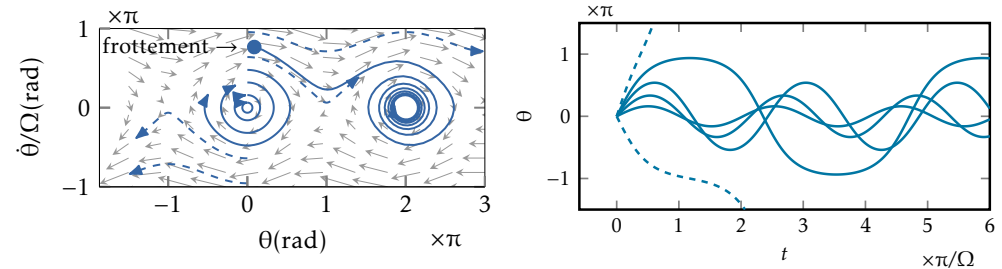 ×π
frottement →
1
0
−1
θ̇/Ω(rad)
−1 0 1 2 3
θ(rad)
×π
×π
1
0
−1
θ
0 1 2 3 4 5 6
t
×π/Ω